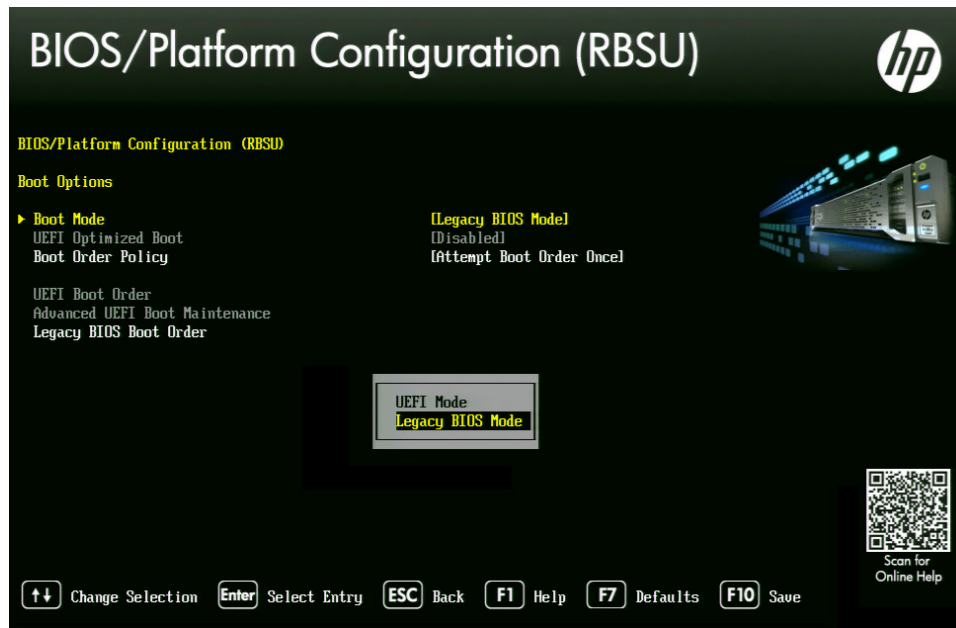 BIOS/Platform Configuration (RBSU)
hp
BIOS/Platform Configuration (RBSU)
Boot Options
Boot Mode [Legacy BIOS Mode]
UEFI Optimized Boot [Disabled]
Boot Order Policy [Attempt Boot Order Once]
UEFI Boot Order
Advanced UEFI Boot Maintenance
Legacy BIOS Boot Order
UEFI Mode
Legacy BIOS Mode
Scan for
Online Help
↑↓ Change Selection Enter Select Entry ESC Back F1 Help F7 Defaults F10 Save